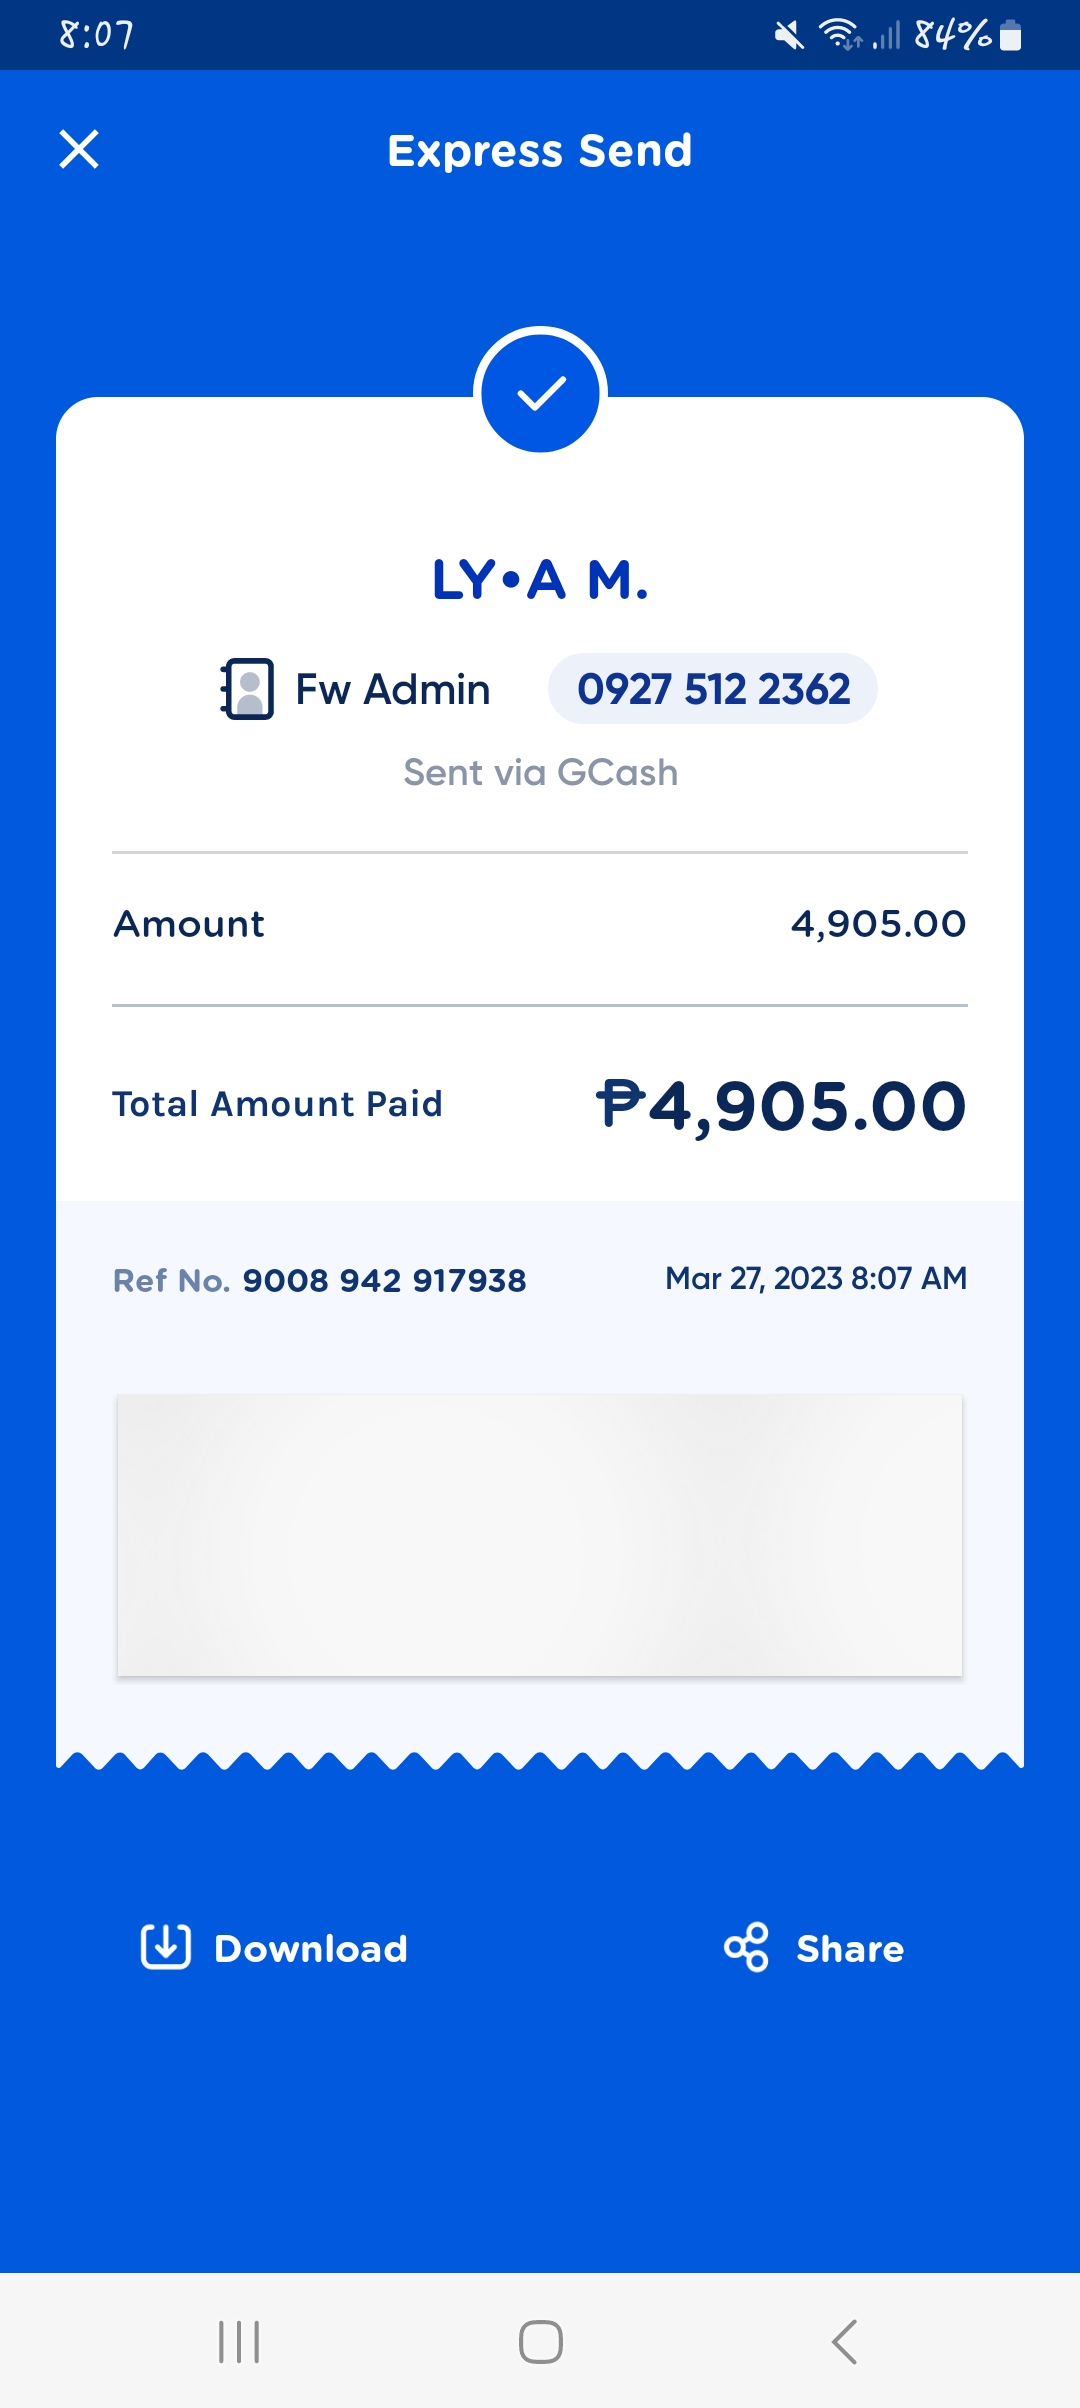 8:07 84%
Express Send
LY•A M.
Fw Admin 0927 512 2362
Sent via GCash
Amount 4,905.00
Total Amount Paid ₱4,905.00
Ref No. 9008 942 917938 Mar 27, 2023 8:07 AM
Download Share